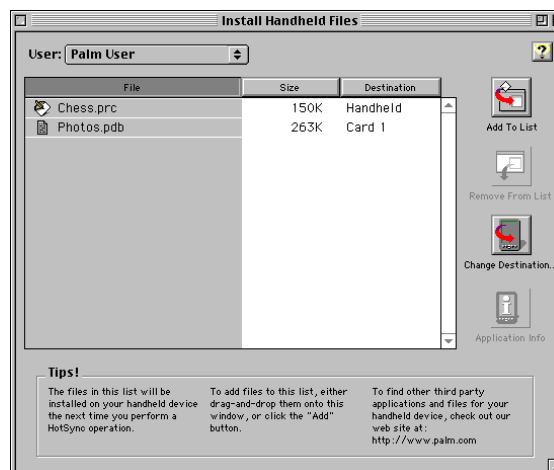 Install Handheld Files
User: Palm User
File Size Destination
Chess.prc 150K Handheld
Photos.pdb 263K Card 1
Add To List
Remove From List
Change Destination...
Application Info
Tips!
The files in this list will be
installed on your handheld device
the next time you perform a
HotSync operation.
To add files to this list, either
drag-and-drop them onto this
window, or click the "Add"
button.
To find other third party
applications and files for your
handheld device, check out our
web site at:
http://www.palm.com